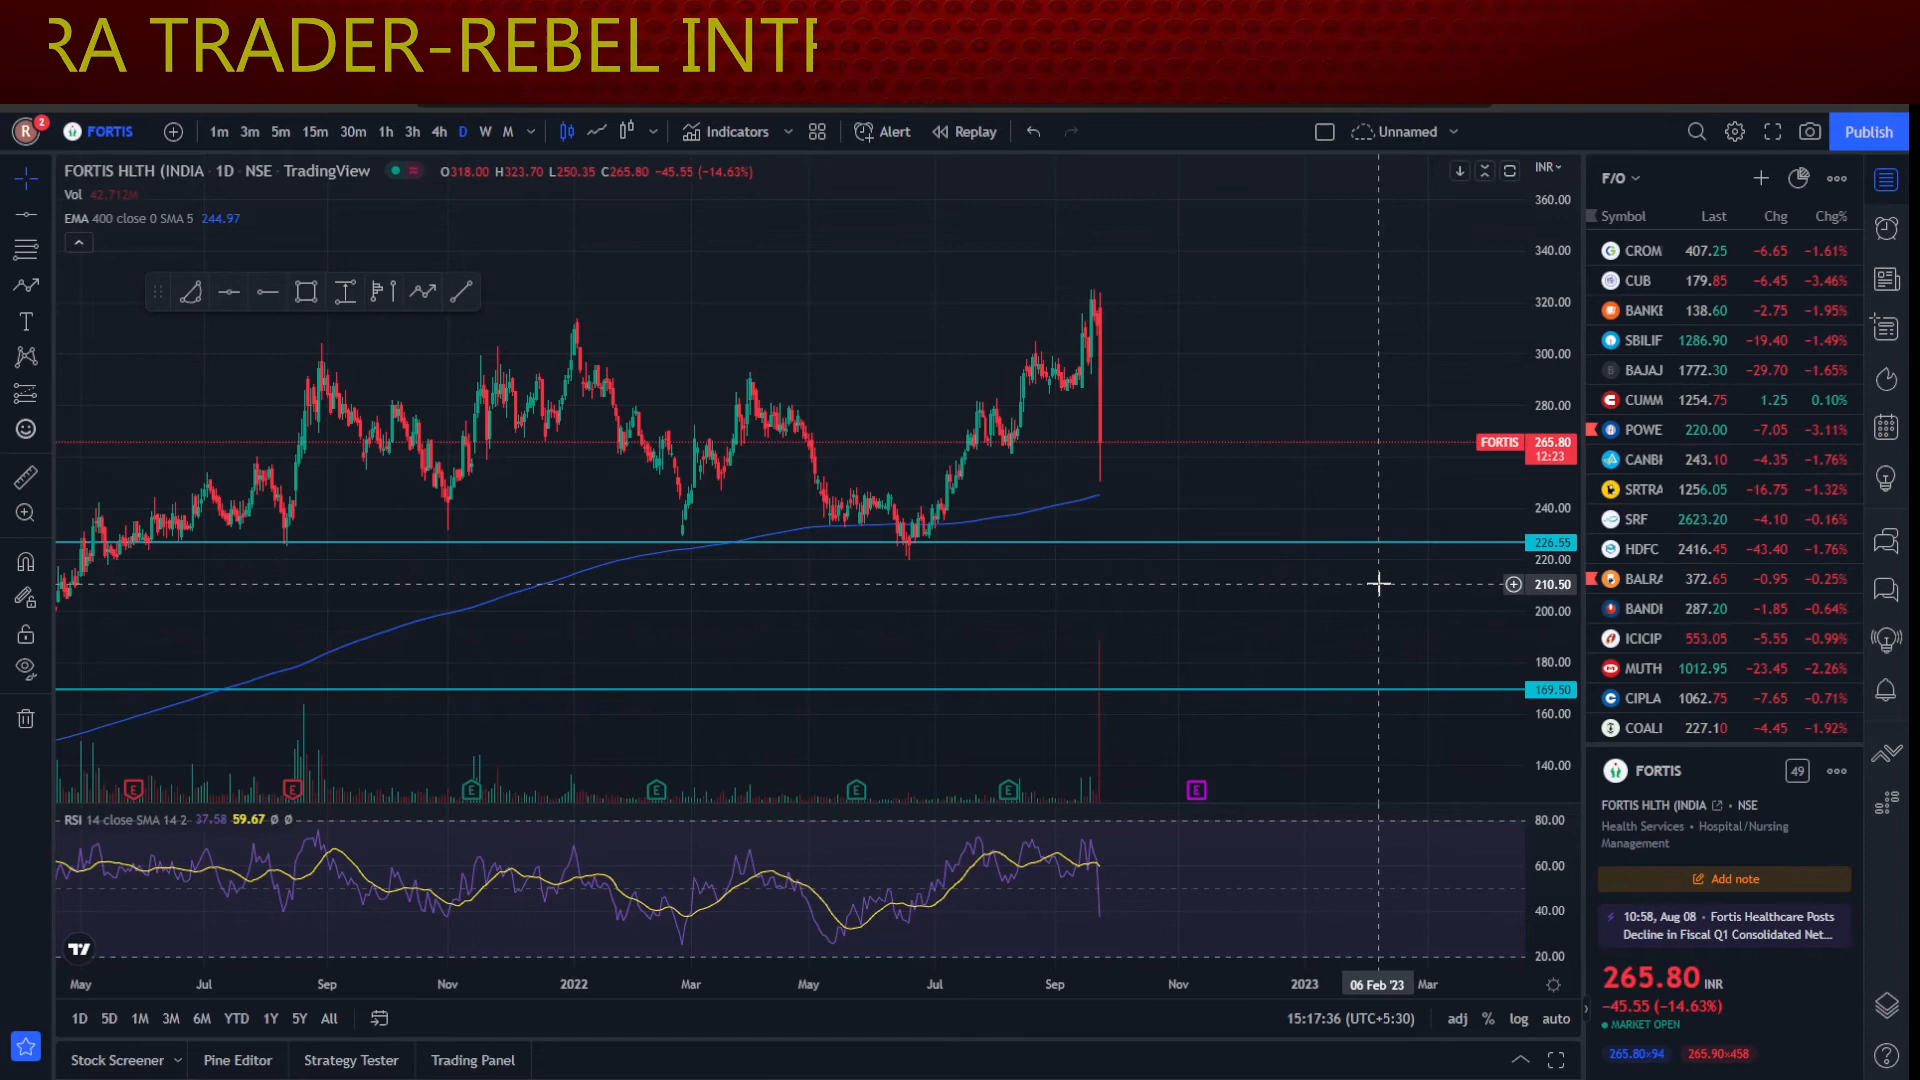 RA TRADER-REBEL INTR
R 2 FORTIS 1m 3m 5m 15m 30m 1h 3h 4h D W M Indicators Alert Replay Unnamed Publish
FORTIS HLTH (INDIA · 1D · NSE · TradingView O318.00 H323.70 L250.35 C265.80 −45.55 (−14.63%)
Vol 42.712M
EMA 400 close 0 SMA 5 244.97
INR
360.00
340.00
320.00
300.00
280.00
FORTIS 265.80
12:23
240.00
226.55
220.00
210.50
200.00
180.00
169.50
160.00
140.00
E E E E E E E
RSI 14 close SMA 14 2 37.58 59.67 Ø Ø
80.00
60.00
40.00
20.00
May Jul Sep Nov 2022 Mar May Jul Sep Nov 2023 06 Feb '23 Mar
1D 5D 1M 3M 6M YTD 1Y 5Y All 15:17:36 (UTC+5:30) adj % log auto
Stock Screener Pine Editor Strategy Tester Trading Panel
F/O
Symbol Last Chg Chg%
CROM 407.25 −6.65 −1.61%
CUB 179.85 −6.45 −3.46%
BANKE 138.60 −2.75 −1.95%
SBILIF 1286.90 −19.40 −1.49%
BAJAJ 1772.30 −29.70 −1.65%
CUMM 1254.75 1.25 0.10%
POWE 220.00 −7.05 −3.11%
CANBI 243.10 −4.35 −1.76%
SRTRA 1256.05 −16.75 −1.32%
SRF 2623.20 −4.10 −0.16%
HDFC 2416.45 −43.40 −1.76%
BALRA 372.65 −0.95 −0.25%
BANDI 287.20 −1.85 −0.64%
ICICIP 553.05 −5.55 −0.99%
MUTH 1012.95 −23.45 −2.26%
CIPLA 1062.75 −7.65 −0.71%
COALI 227.10 −4.45 −1.92%
FORTIS 49
FORTIS HLTH (INDIA • NSE
Health Services • Hospital/Nursing
Management
Add note
10:58, Aug 08 • Fortis Healthcare Posts
Decline in Fiscal Q1 Consolidated Net...
265.80 INR
−45.55 (−14.63%)
MARKET OPEN
265.80×94 265.90×458